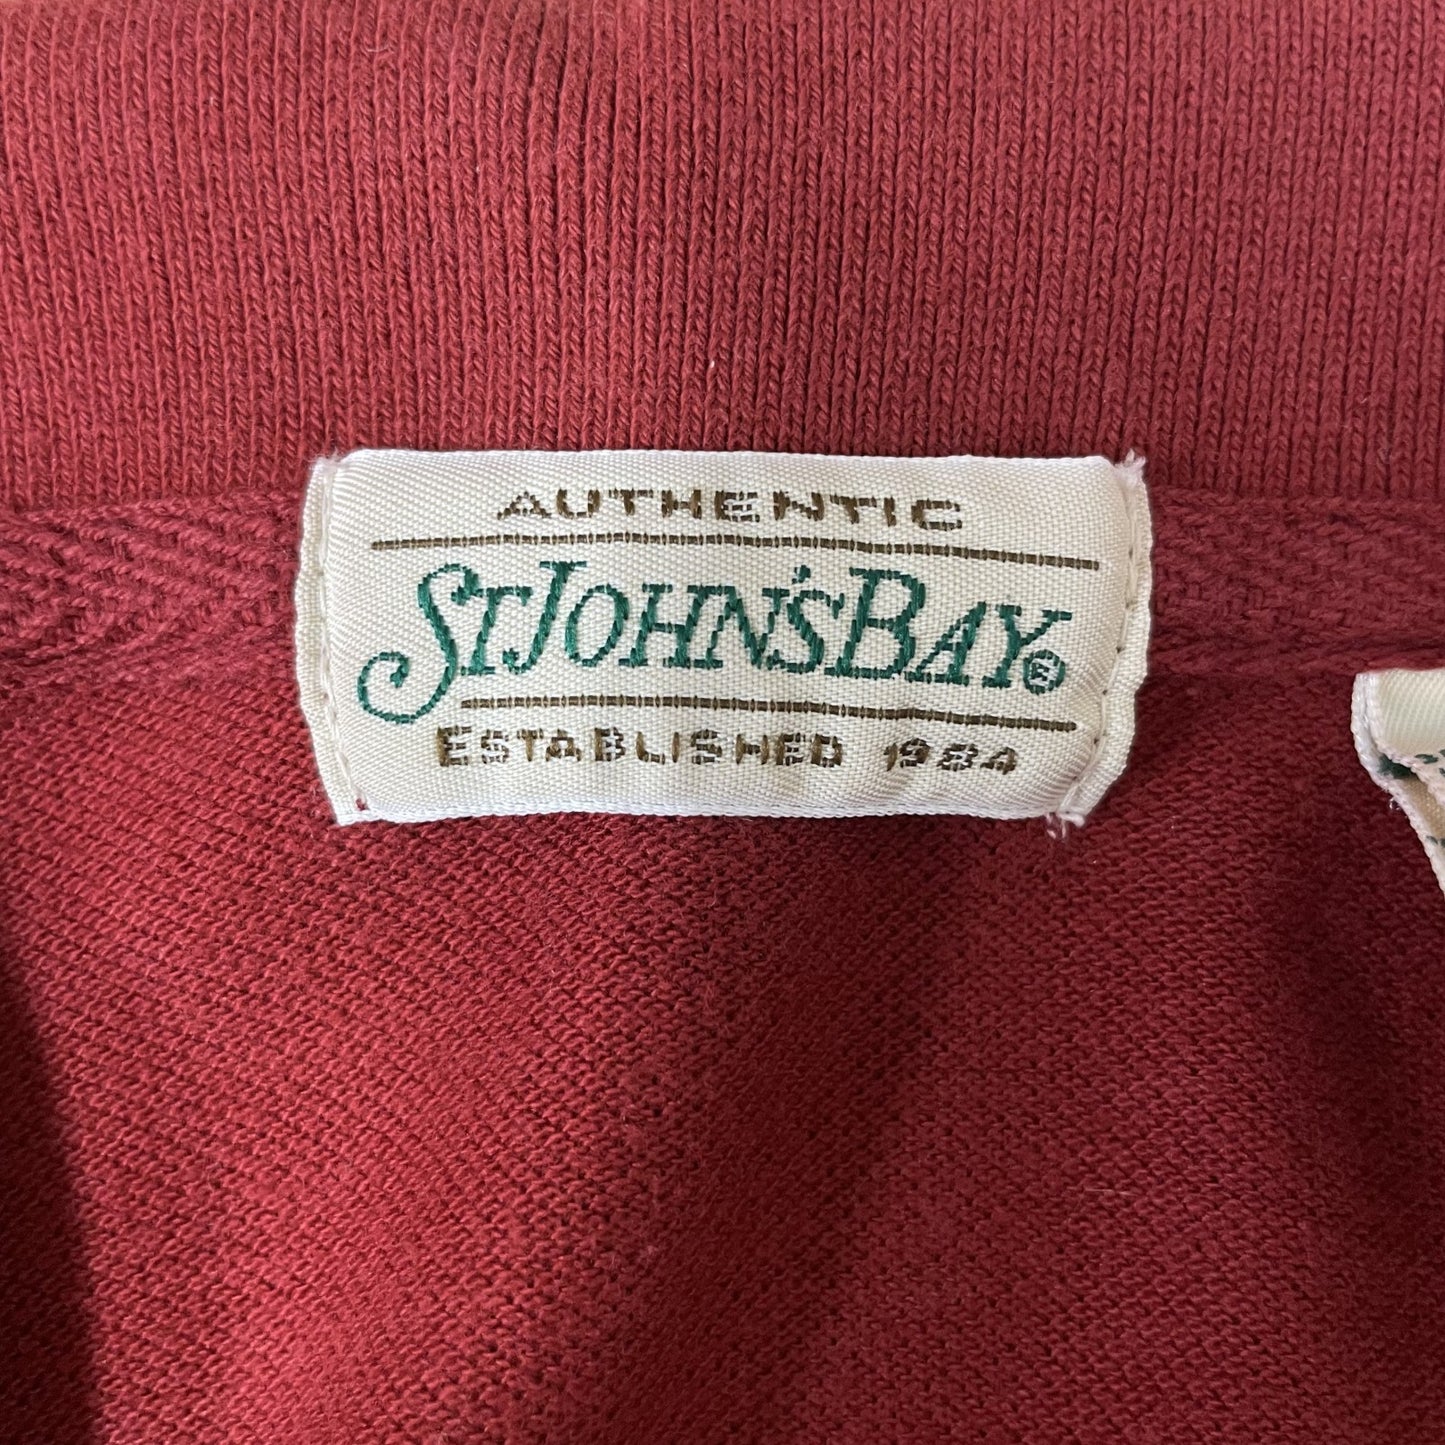 AUTHENTIC
ST. JOHN'S BAY®
ESTABLISHED 1984